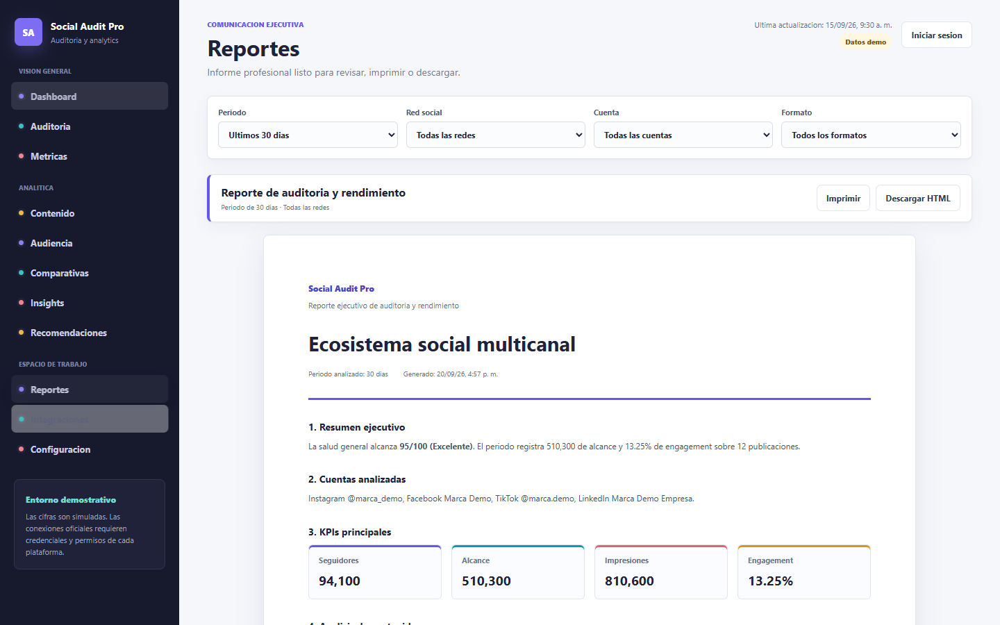 SA
Social Audit Pro
Auditoria y analytics
VISION GENERAL
Dashboard
Auditoria
Metricas
ANALITICA
Contenido
Audiencia
Comparativas
Insights
Recomendaciones
ESPACIO DE TRABAJO
Reportes
Integraciones
Configuracion
Entorno demostrativo
Las cifras son simuladas. Las
conexiones oficiales requieren
credenciales y permisos de cada
plataforma.
COMUNICACION EJECUTIVA
Reportes
Informe profesional listo para revisar, imprimir o descargar.
Ultima actualizacion: 15/09/26, 9:30 a. m.
Datos demo
Iniciar sesion
Periodo
Ultimos 30 dias
Red social
Todas las redes
Cuenta
Todas las cuentas
Formato
Todos los formatos
Reporte de auditoria y rendimiento
Periodo de 30 dias · Todas las redes
Imprimir
Descargar HTML
Social Audit Pro
Reporte ejecutivo de auditoria y rendimiento
Ecosistema social multicanal
Periodo analizado: 30 dias
Generado: 20/09/26, 4:57 p. m.
1. Resumen ejecutivo
La salud general alcanza 95/100 (Excelente). El periodo registra 510,300 de alcance y 13.25% de engagement sobre 12 publicaciones.
2. Cuentas analizadas
Instagram @marca_demo, Facebook Marca Demo, TikTok @marca.demo, LinkedIn Marca Demo Empresa.
3. KPIs principales
Seguidores
94,100
Alcance
510,300
Impresiones
810,600
Engagement
13.25%